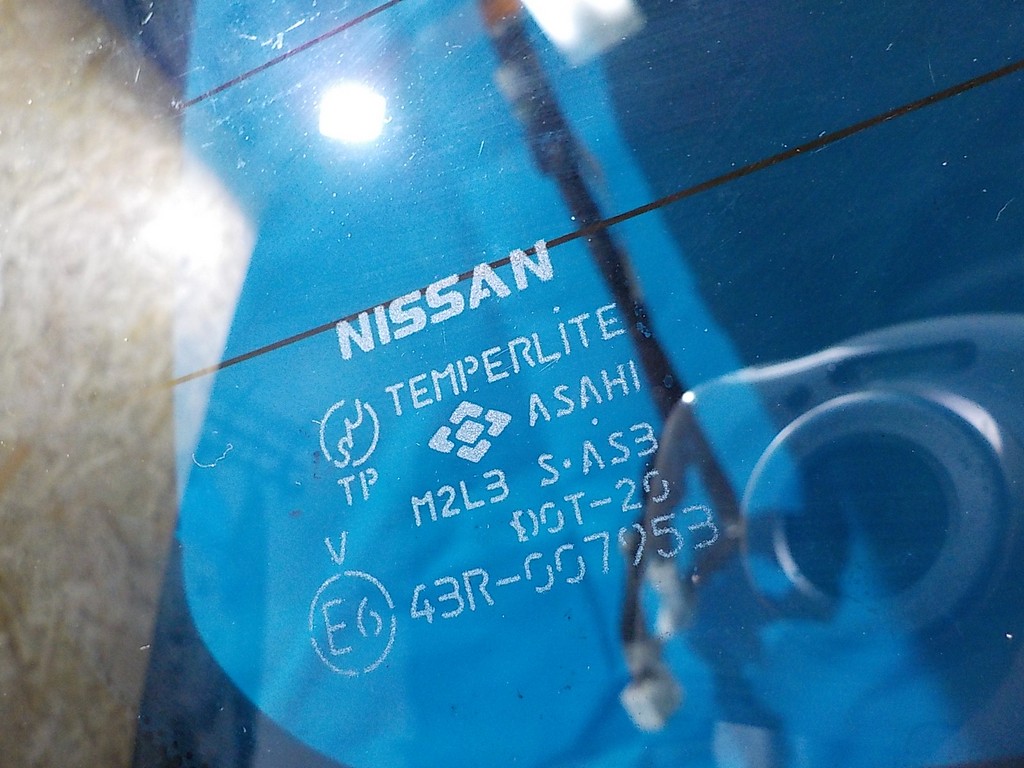 NISSAN
TEMPERLITE
ASAHI
TP
M2L3 S·AS3
DOT-20
V
E6 43R-007953